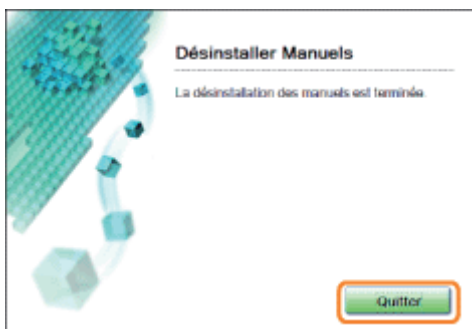 Désinstaller Manuels
La désinstallation des manuels est terminée.
Quitter